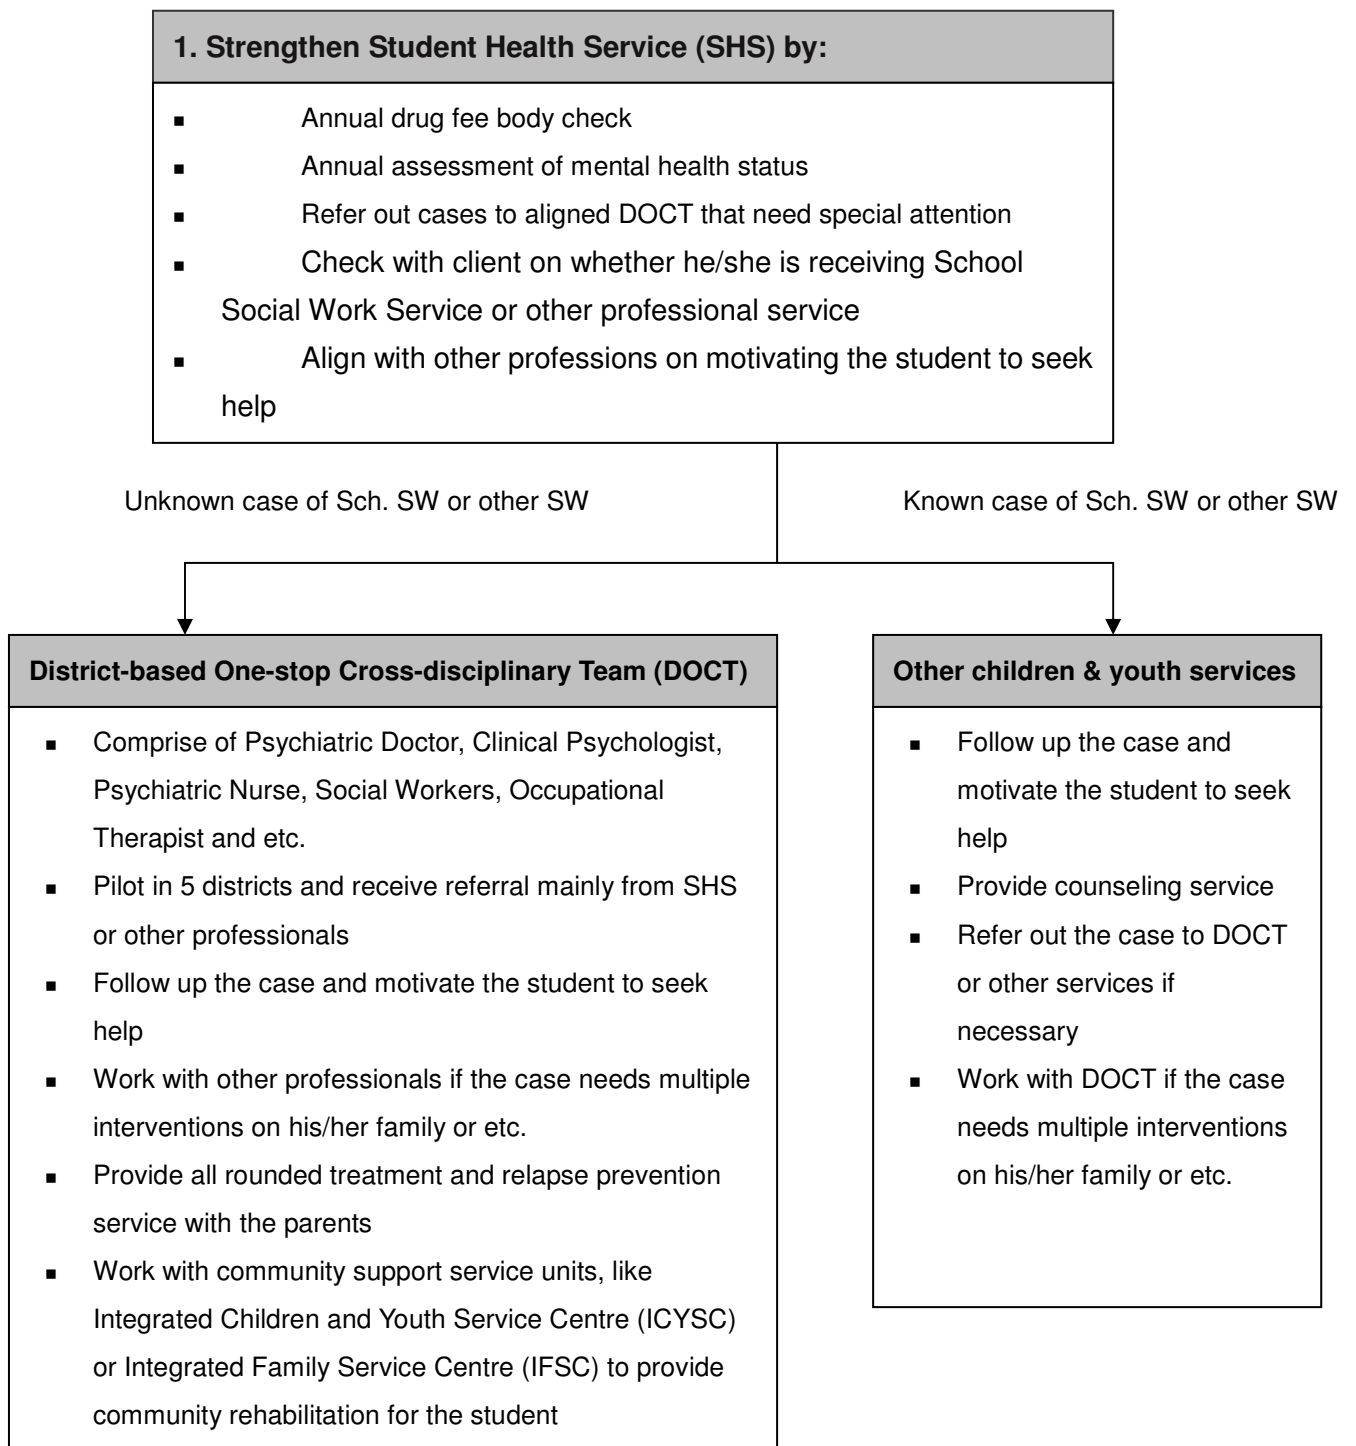 1. Strengthen Student Health Service (SHS) by:
▪ Annual drug fee body check
▪ Annual assessment of mental health status
▪ Refer out cases to aligned DOCT that need special attention
▪ Check with client on whether he/she is receiving School
Social Work Service or other professional service
▪ Align with other professions on motivating the student to seek
help
Unknown case of Sch. SW or other SW
Known case of Sch. SW or other SW
District-based One-stop Cross-disciplinary Team (DOCT)
▪ Comprise of Psychiatric Doctor, Clinical Psychologist,
Psychiatric Nurse, Social Workers, Occupational
Therapist and etc.
▪ Pilot in 5 districts and receive referral mainly from SHS
or other professionals
▪ Follow up the case and motivate the student to seek
help
▪ Work with other professionals if the case needs multiple
interventions on his/her family or etc.
▪ Provide all rounded treatment and relapse prevention
service with the parents
▪ Work with community support service units, like
Integrated Children and Youth Service Centre (ICYSC)
or Integrated Family Service Centre (IFSC) to provide
community rehabilitation for the student
Other children & youth services
▪ Follow up the case and
motivate the student to seek
help
▪ Provide counseling service
▪ Refer out the case to DOCT
or other services if
necessary
▪ Work with DOCT if the case
needs multiple interventions
on his/her family or etc.